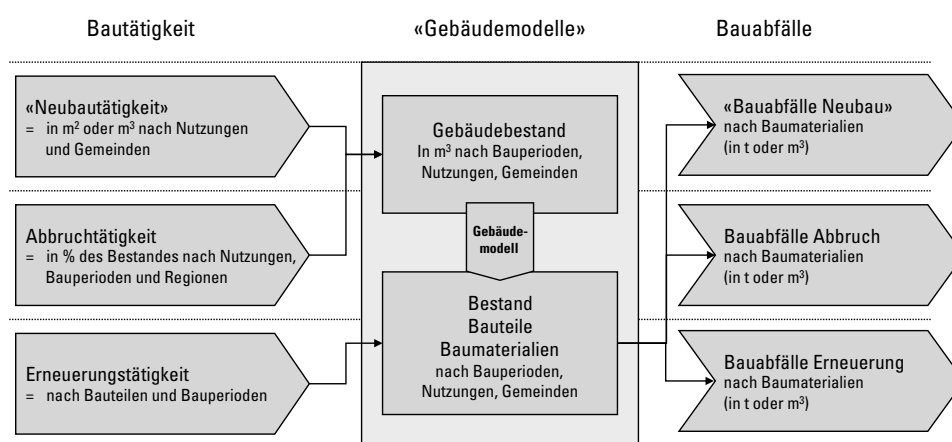 Bautätigkeit
«Gebäudemodelle»
Bauabfälle
«Neubautätigkeit»
= in m² oder m³ nach Nutzungen
und Gemeinden
Abbruchtätigkeit
= in % des Bestandes nach Nutzungen,
Bauperioden und Regionen
Erneuerungstätigkeit
= nach Bauteilen und Bauperioden
Gebäudebestand
In m³ nach Bauperioden,
Nutzungen, Gemeinden
Gebäude-
modell
Bestand
Bauteile
Baumaterialien
nach Bauperioden,
Nutzungen, Gemeinden
«Bauabfälle Neubau»
nach Baumaterialien
(in t oder m³)
Bauabfälle Abbruch
nach Baumaterialien
(in t oder m³)
Bauabfälle Erneuerung
nach Baumaterialien
(in t oder m³)